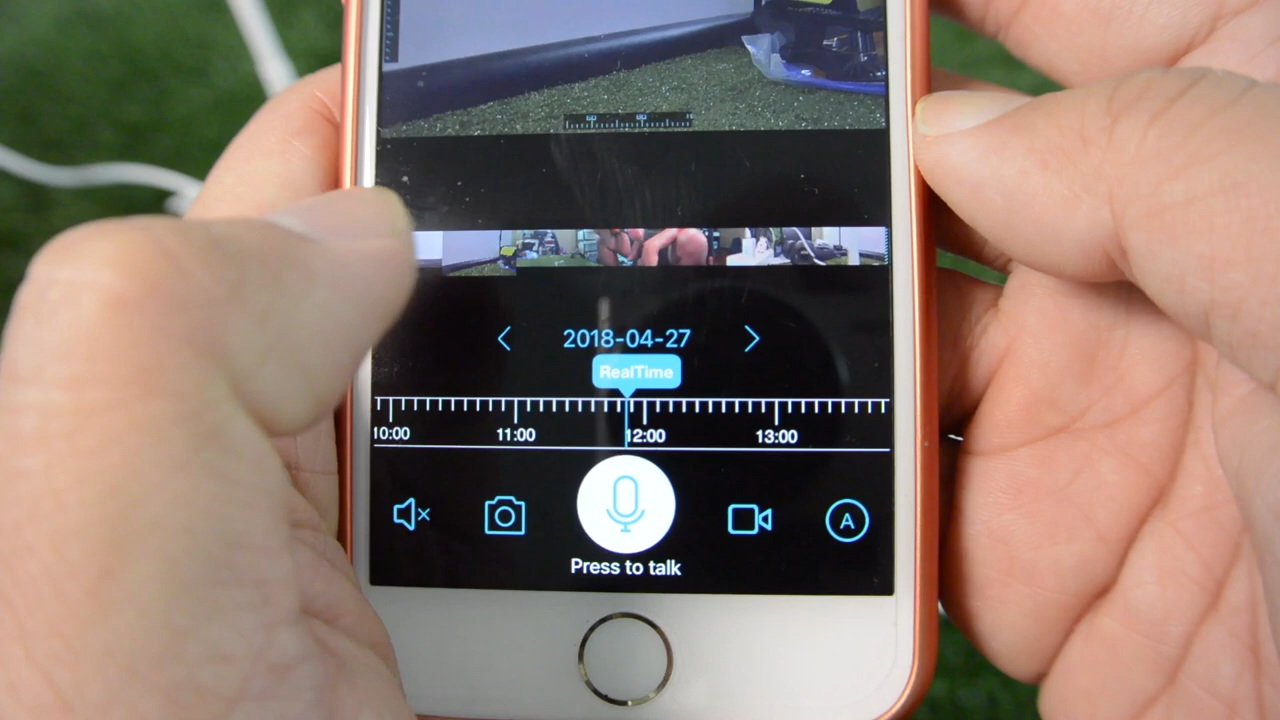 2018-04-27
RealTime
10:00 11:00 12:00 13:00
A
Press to talk